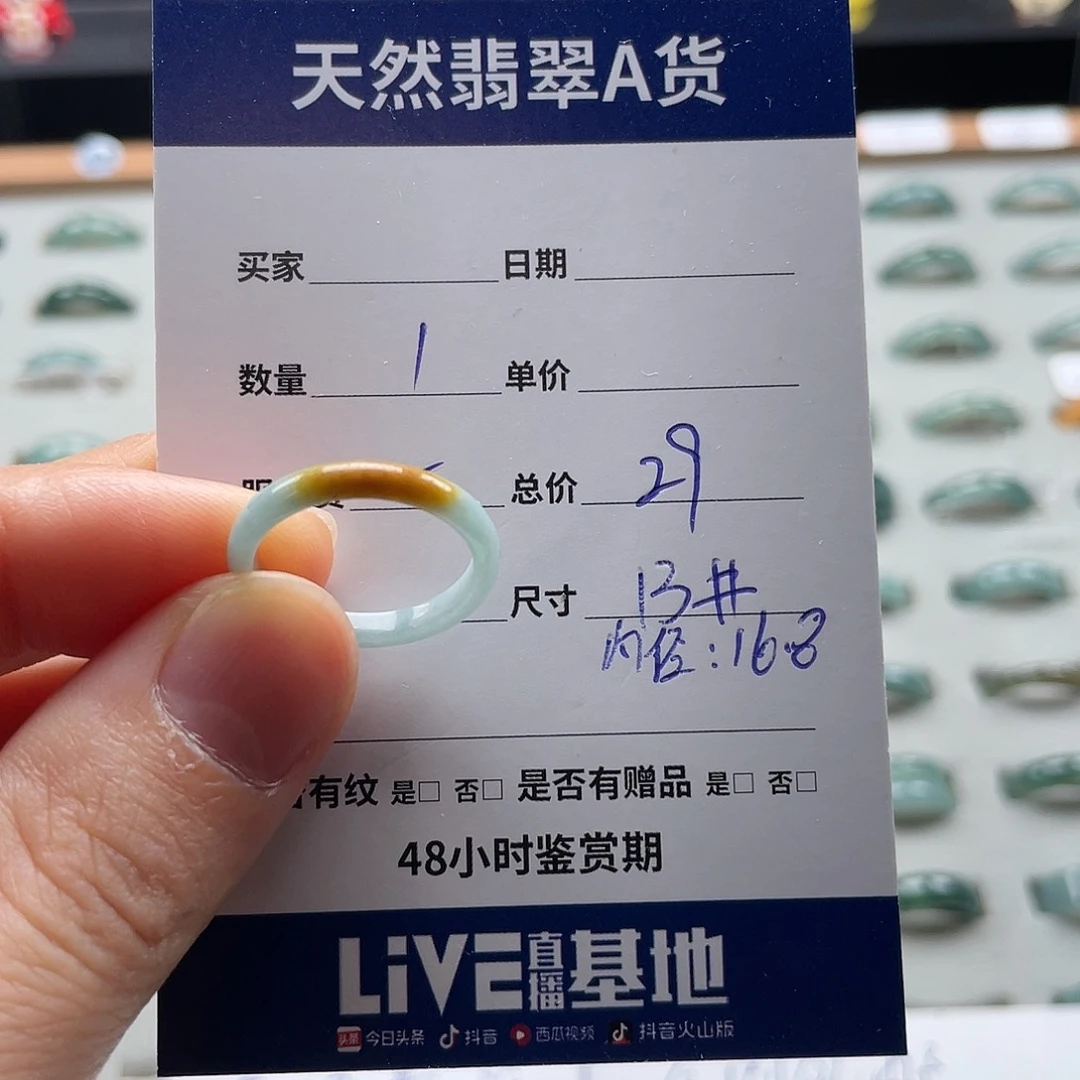 天然翡翠A货
买家 日期
数量 1 单价
总价 29
尺寸 13#
内径:16.8
有纹 是□ 否□ 是否有赠品 是□ 否□
48小时鉴赏期
LiVE直播基地
头条 今日头条 抖音 西瓜视频 抖音火山版